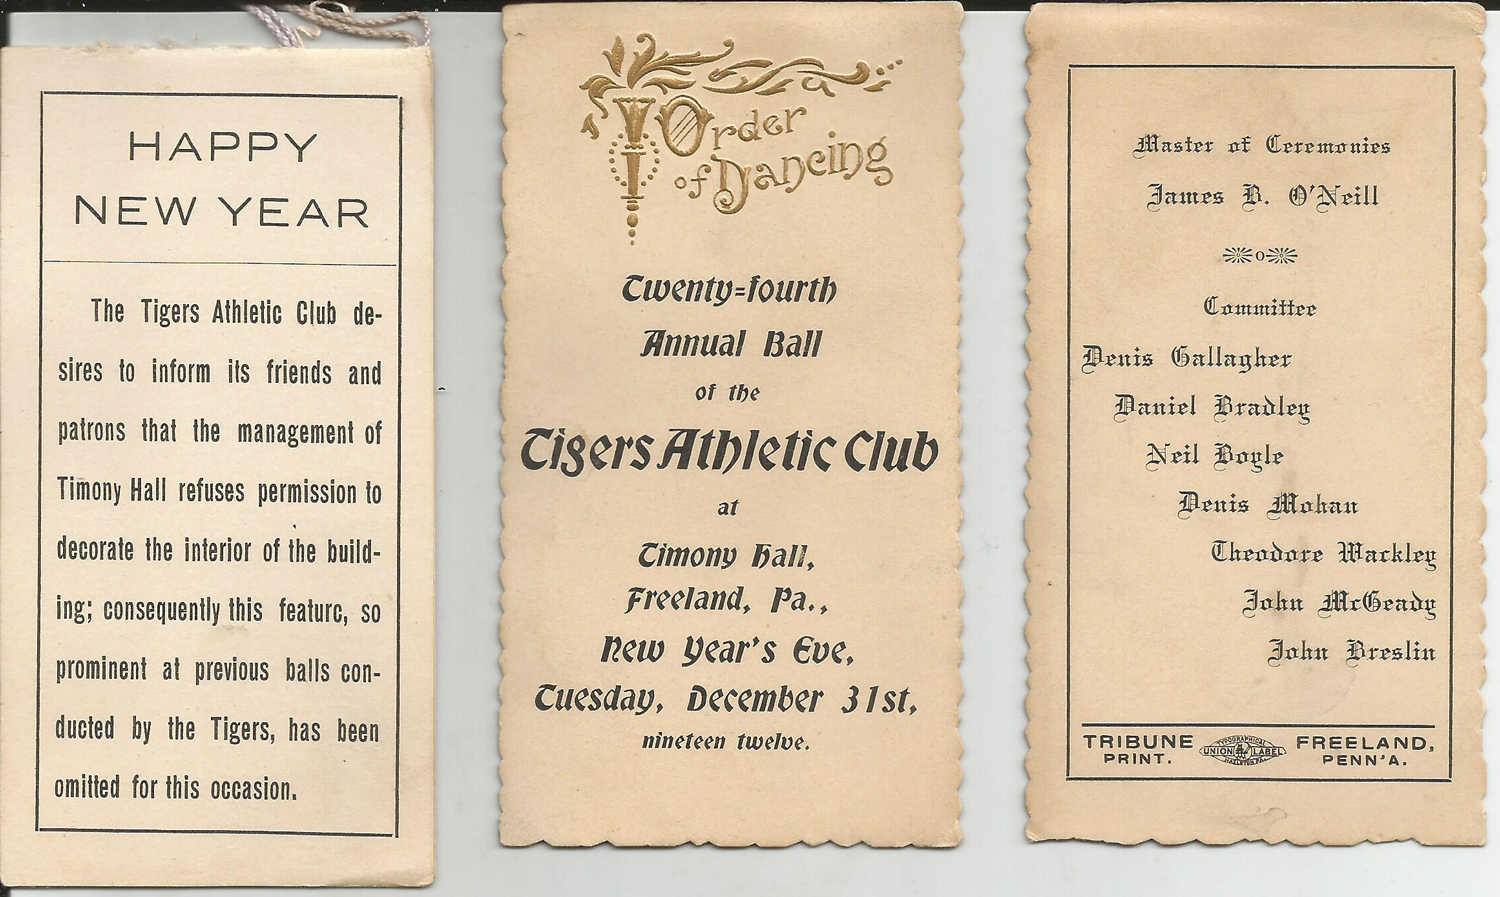 HAPPY
NEW YEAR
The Tigers Athletic Club de-
sires to inform its friends and
patrons that the management of
Timony Hall refuses permission to
decorate the interior of the build-
ing; consequently this feature, so
prominent at previous balls con-
ducted by the Tigers, has been
omitted for this occasion.
Order
of Dancing
Twenty=fourth
Annual Ball
of the
Tigers Athletic Club
at
Timony Hall,
Freeland, Pa.,
New Year's Eve,
Tuesday, December 31st,
nineteen twelve.
Master of Ceremonies
James B. O'Neill
Committee
Denis Gallagher
Daniel Bradley
Neil Boyle
Denis Mohan
Theodore Wackley
John McGeady
John Breslin
TRIBUNE
PRINT.
TYPOGRAPHICAL
UNION LABEL
HAZLETON PA.
FREELAND,
PENN'A.